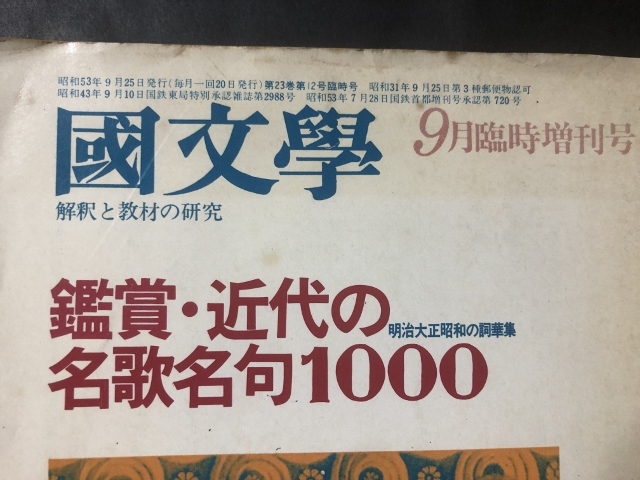 昭和53年9月25日発行(毎月一回20日発行)第23巻第12号臨時号 昭和31年9月25日第3種郵便物認可
昭和43年9月10日国鉄東局特別承認雑誌第2988号 昭和53年7月28日国鉄首都増刊号承認第720号
9月臨時増刊号
國文學
解釈と教材の研究
鑑賞・近代の
明治大正昭和の詞華集
名歌名句1000